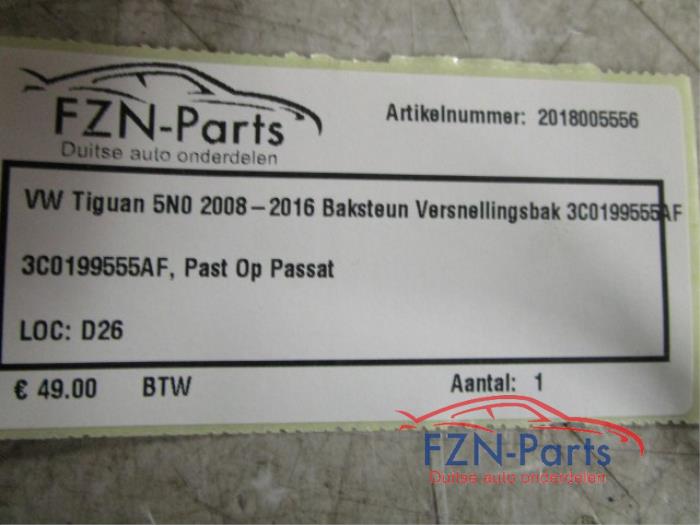 FZN-Parts
Duitse auto onderdelen
Artikelnummer: 2018005556
VW Tiguan 5N0 2008-2016 Baksteun Versnellingsbak 3C0199555AF
3C0199555AF, Past Op Passat
LOC: D26
€ 49.00 BTW Aantal: 1
FZN-Parts
Duitse auto onderdelen